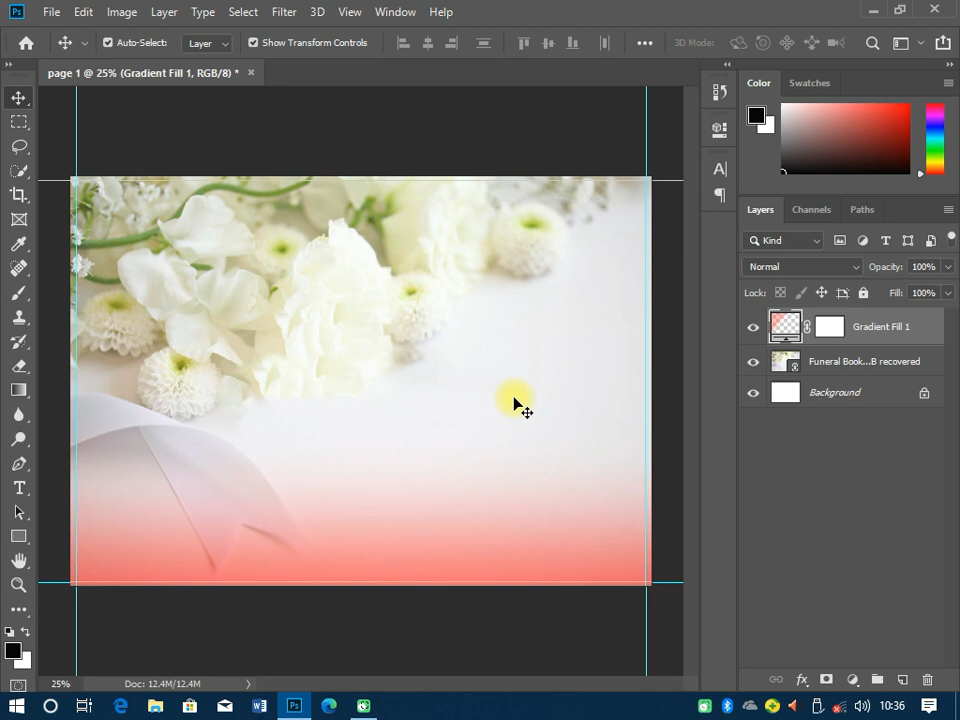 Ps File Edit Image Layer Type Select Filter 3D View Window Help
Auto-Select: Layer Show Transform Controls 3D Mode:
page 1 @ 25% (Gradient Fill 1, RGB/8) *
Color Swatches
Layers Channels Paths
Kind
Normal Opacity: 100%
Lock: Fill: 100%
Gradient Fill 1
Funeral Book...B recovered
Background
25% Doc: 12.4M/12.4M
10:36